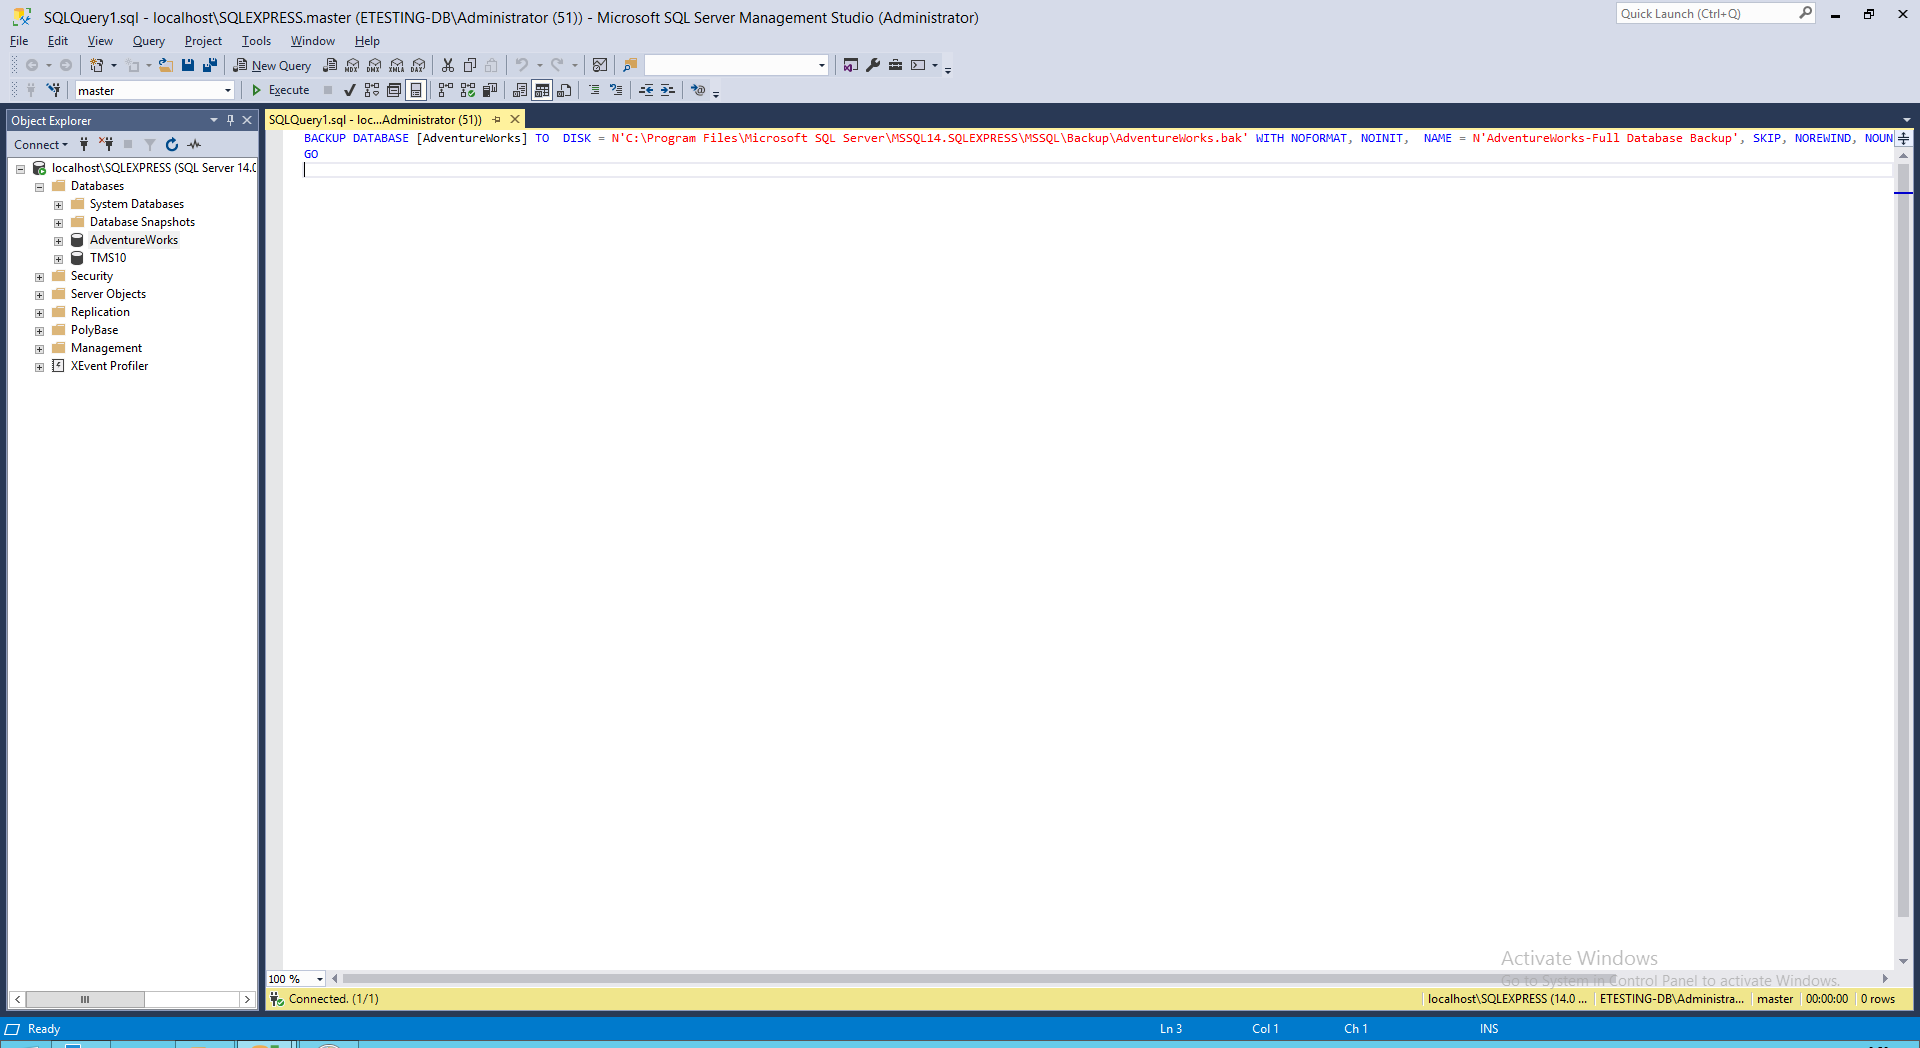 SQLQuery1.sql - localhost\SQLEXPRESS.master (ETESTING-DB\Administrator (51)) - Microsoft SQL Server Management Studio (Administrator)
Quick Launch (Ctrl+Q)
File Edit View Query Project Tools Window Help
New Query
MDX DMX XMLA DAX
master
Execute
Object Explorer
SQLQuery1.sql - loc...Administrator (51))
Connect
localhost\SQLEXPRESS (SQL Server 14.0
Databases
System Databases
Database Snapshots
AdventureWorks
TMS10
Security
Server Objects
Replication
PolyBase
Management
XEvent Profiler
BACKUP DATABASE [AdventureWorks] TO  DISK = N'C:\Program Files\Microsoft SQL Server\MSSQL14.SQLEXPRESS\MSSQL\Backup\AdventureWorks.bak' WITH NOFORMAT, NOINIT,  NAME = N'AdventureWorks-Full Database Backup', SKIP, NOREWIND, NOUN
GO
Activate Windows
Go to System in Control Panel to activate Windows.
100 %
Connected. (1/1)
localhost\SQLEXPRESS (14.0 ... ETESTING-DB\Administra... master 00:00:00 0 rows
Ready
Ln 3 Col 1 Ch 1 INS